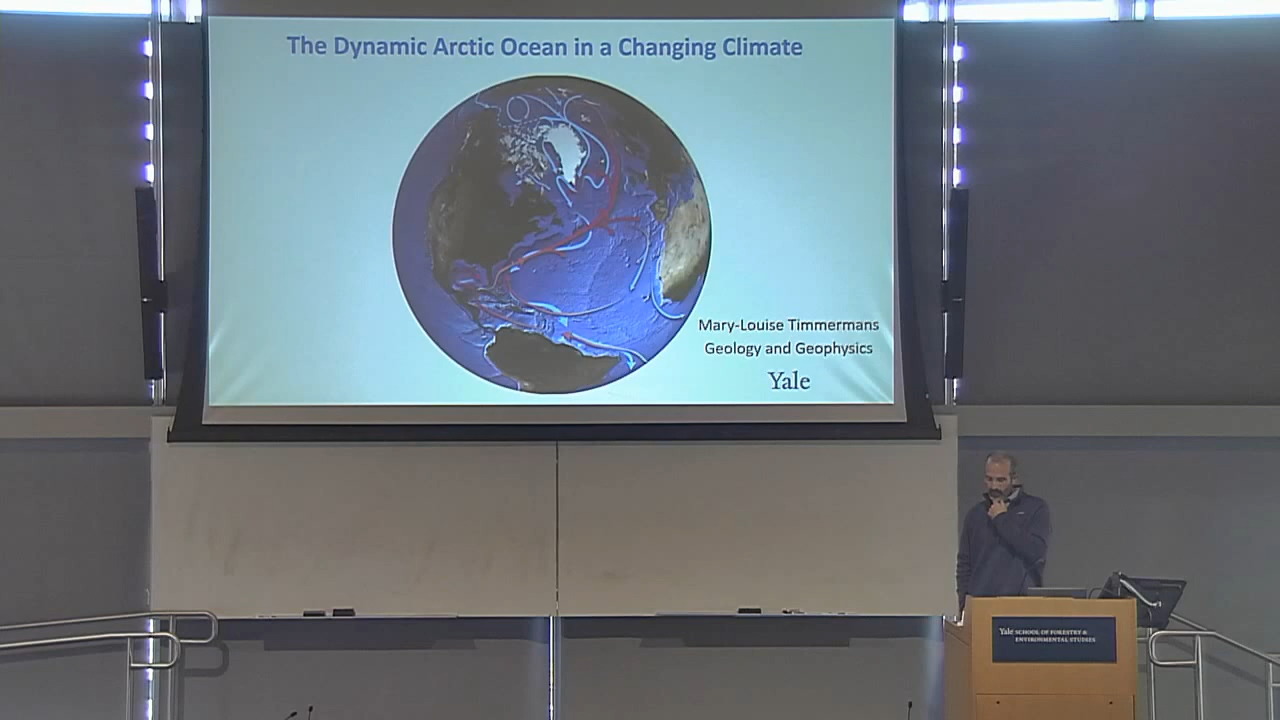 The Dynamic Arctic Ocean in a Changing Climate
Mary-Louise Timmermans
Geology and Geophysics
Yale
Yale SCHOOL OF FORESTRY &
ENVIRONMENTAL STUDIES